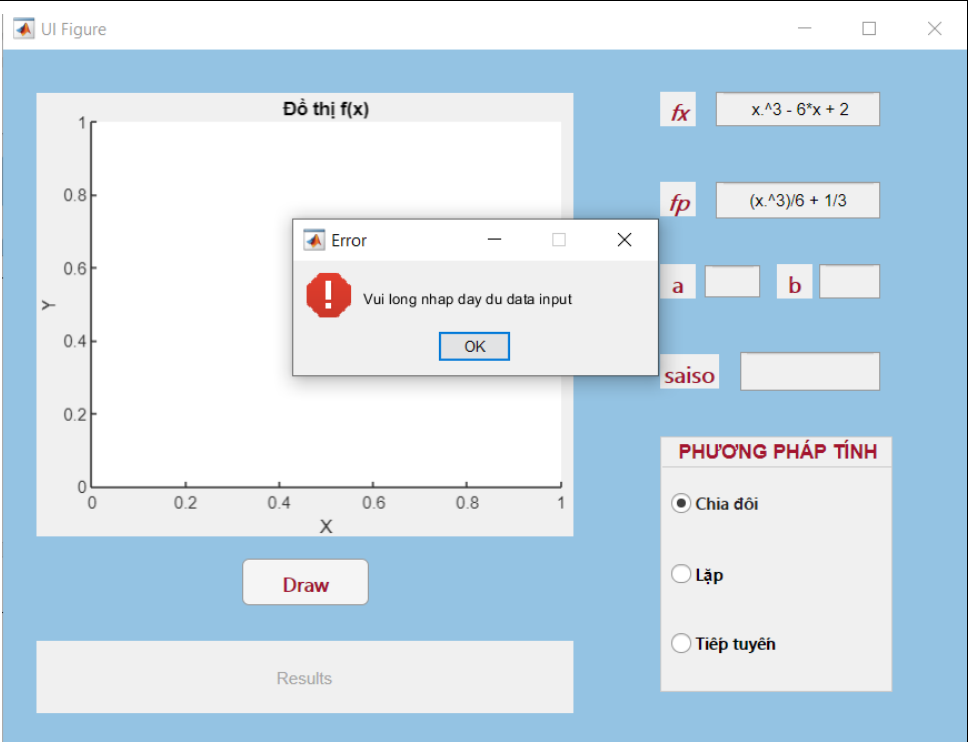 UI Figure
Đồ thị f(x)
1
0.8
0.6
0.4
0.2
0
Y
0
0.2
0.4
0.6
0.8
1
X
Error
Vui long nhap day du data input
OK
fx
x.^3 - 6*x + 2
fp
(x.^3)/6 + 1/3
a
b
saiso
PHƯƠNG PHÁP TÍNH
Chia đôi
Lặp
Tiếp tuyến
Draw
Results